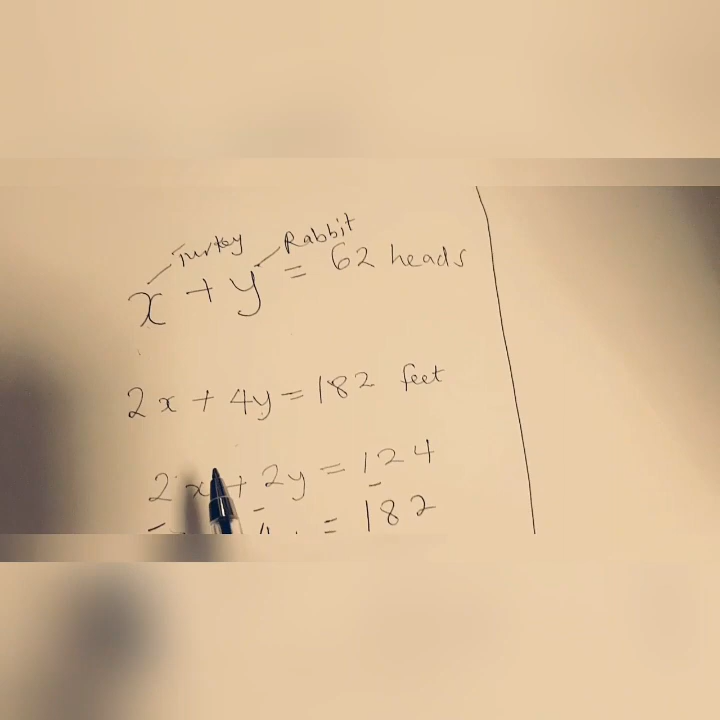 Turkey Rabbit
x + y = 62 heads
2x + 4y = 182 feet
2x + 2y = 124
= 182